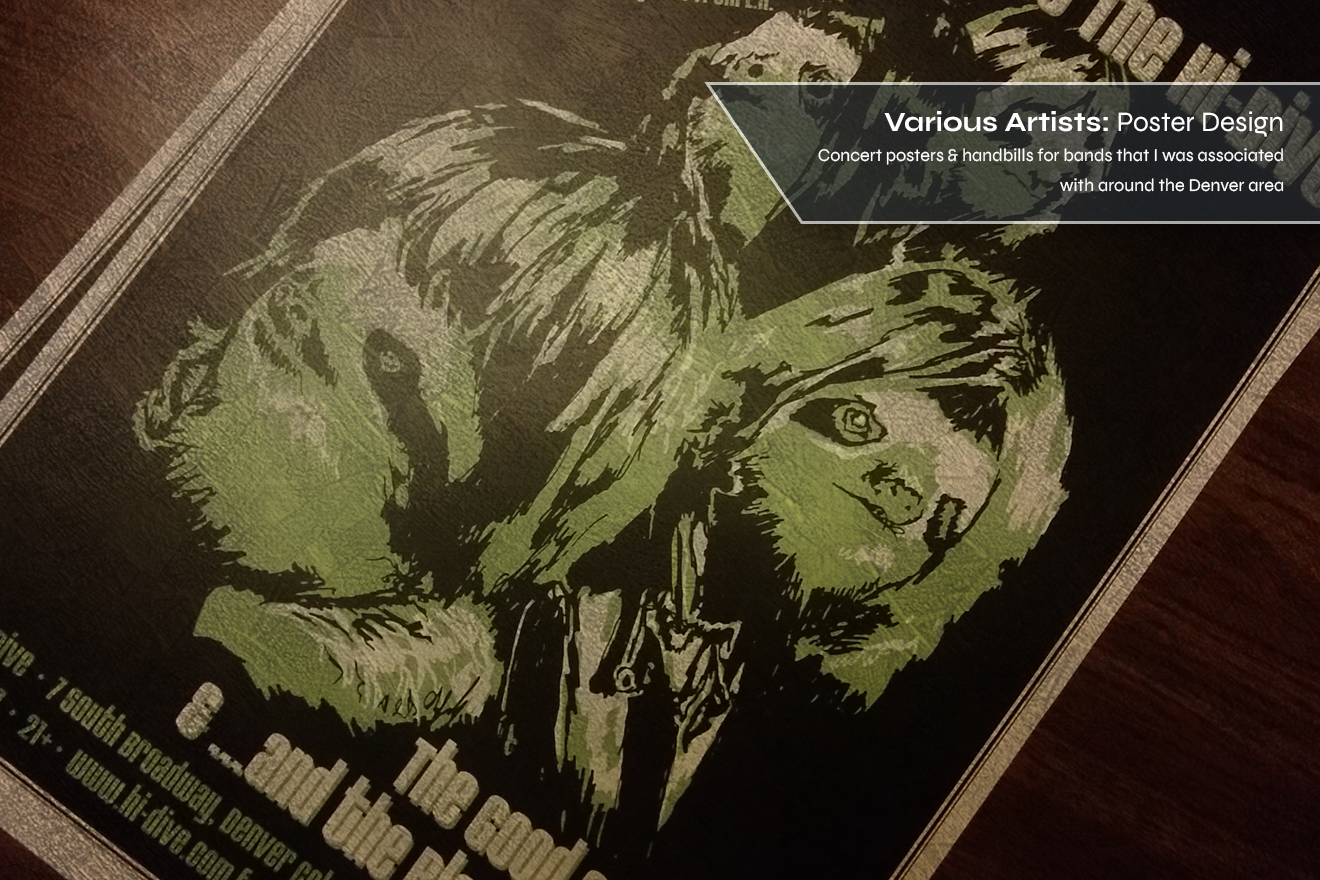 The Hi-Dive
Various Artists: Poster Design
Concert posters & handbills for bands that I was associated
with around the Denver area
7 South Broadway, Denver
21+ •
www.hi-dive.com
The Good
...and the